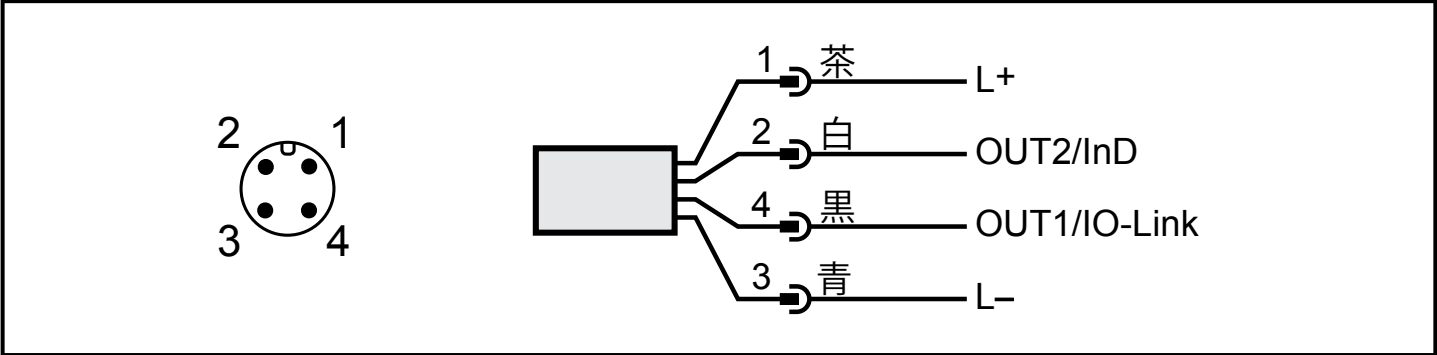 2 1
3 4
1 茶 L+
2 白 OUT2/InD
4 黒 OUT1/IO-Link
3 青 L–